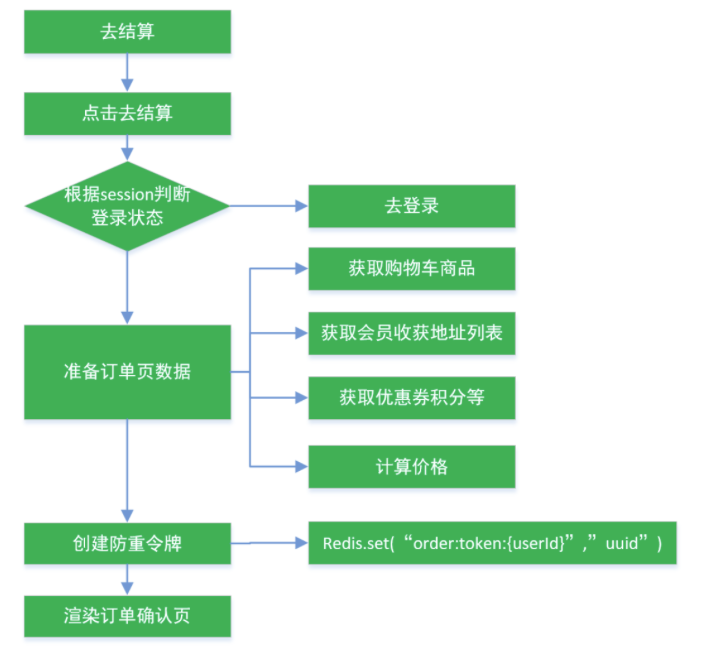 去结算
点击去结算
根据session判断
登录状态
去登录
获取购物车商品
获取会员收获地址列表
准备订单页数据
获取优惠券积分等
计算价格
创建防重令牌
Redis.set(“order:token:{userId}”,”uuid”)
渲染订单确认页